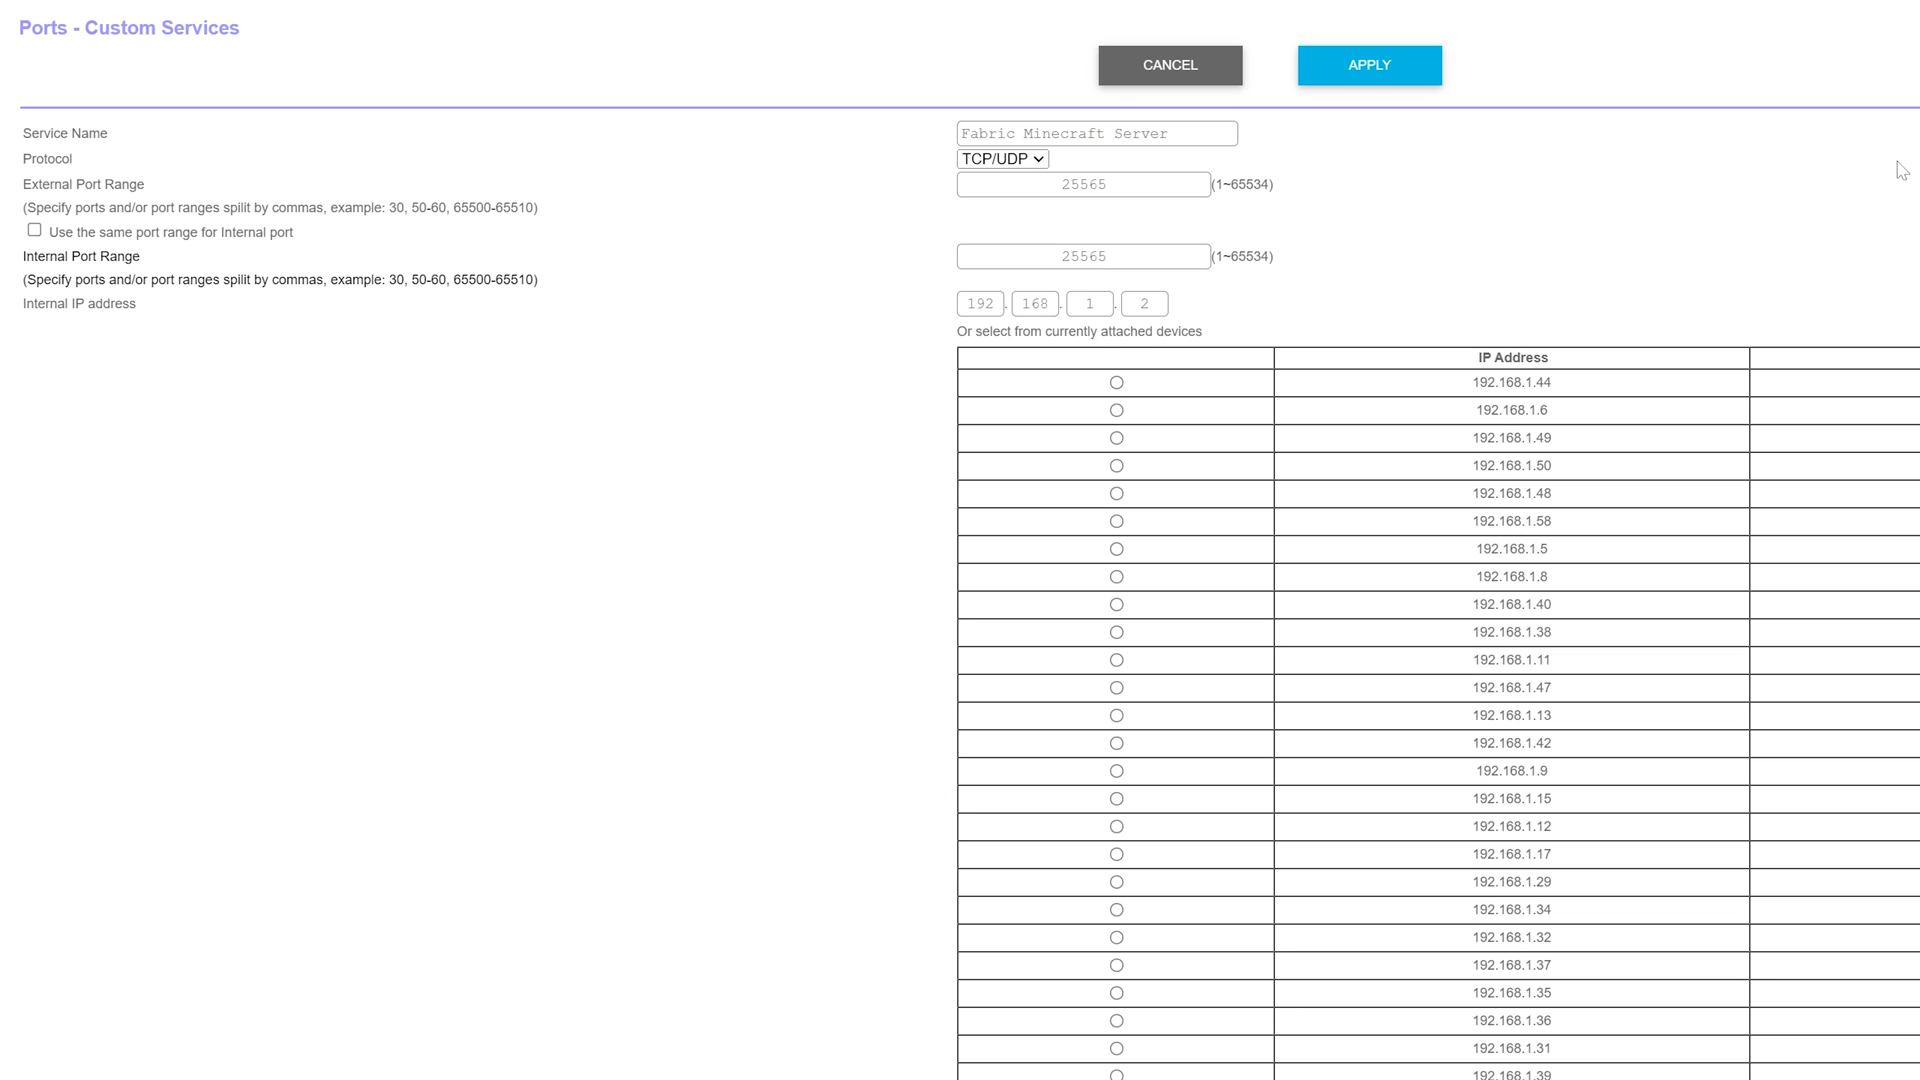 Ports - Custom Services
CANCEL
APPLY
Service Name
Fabric Minecraft Server
Protocol
TCP/UDP
External Port Range
25565
(1~65534)
(Specify ports and/or port ranges spilit by commas, example: 30, 50-60, 65500-65510)
Use the same port range for Internal port
Internal Port Range
25565
(1~65534)
(Specify ports and/or port ranges spilit by commas, example: 30, 50-60, 65500-65510)
Internal IP address
192 . 168 . 1 . 2
Or select from currently attached devices
IP Address
192.168.1.44
192.168.1.6
192.168.1.49
192.168.1.50
192.168.1.48
192.168.1.58
192.168.1.5
192.168.1.8
192.168.1.40
192.168.1.38
192.168.1.11
192.168.1.47
192.168.1.13
192.168.1.42
192.168.1.9
192.168.1.15
192.168.1.12
192.168.1.17
192.168.1.29
192.168.1.34
192.168.1.32
192.168.1.37
192.168.1.35
192.168.1.36
192.168.1.31
192.168.1.39